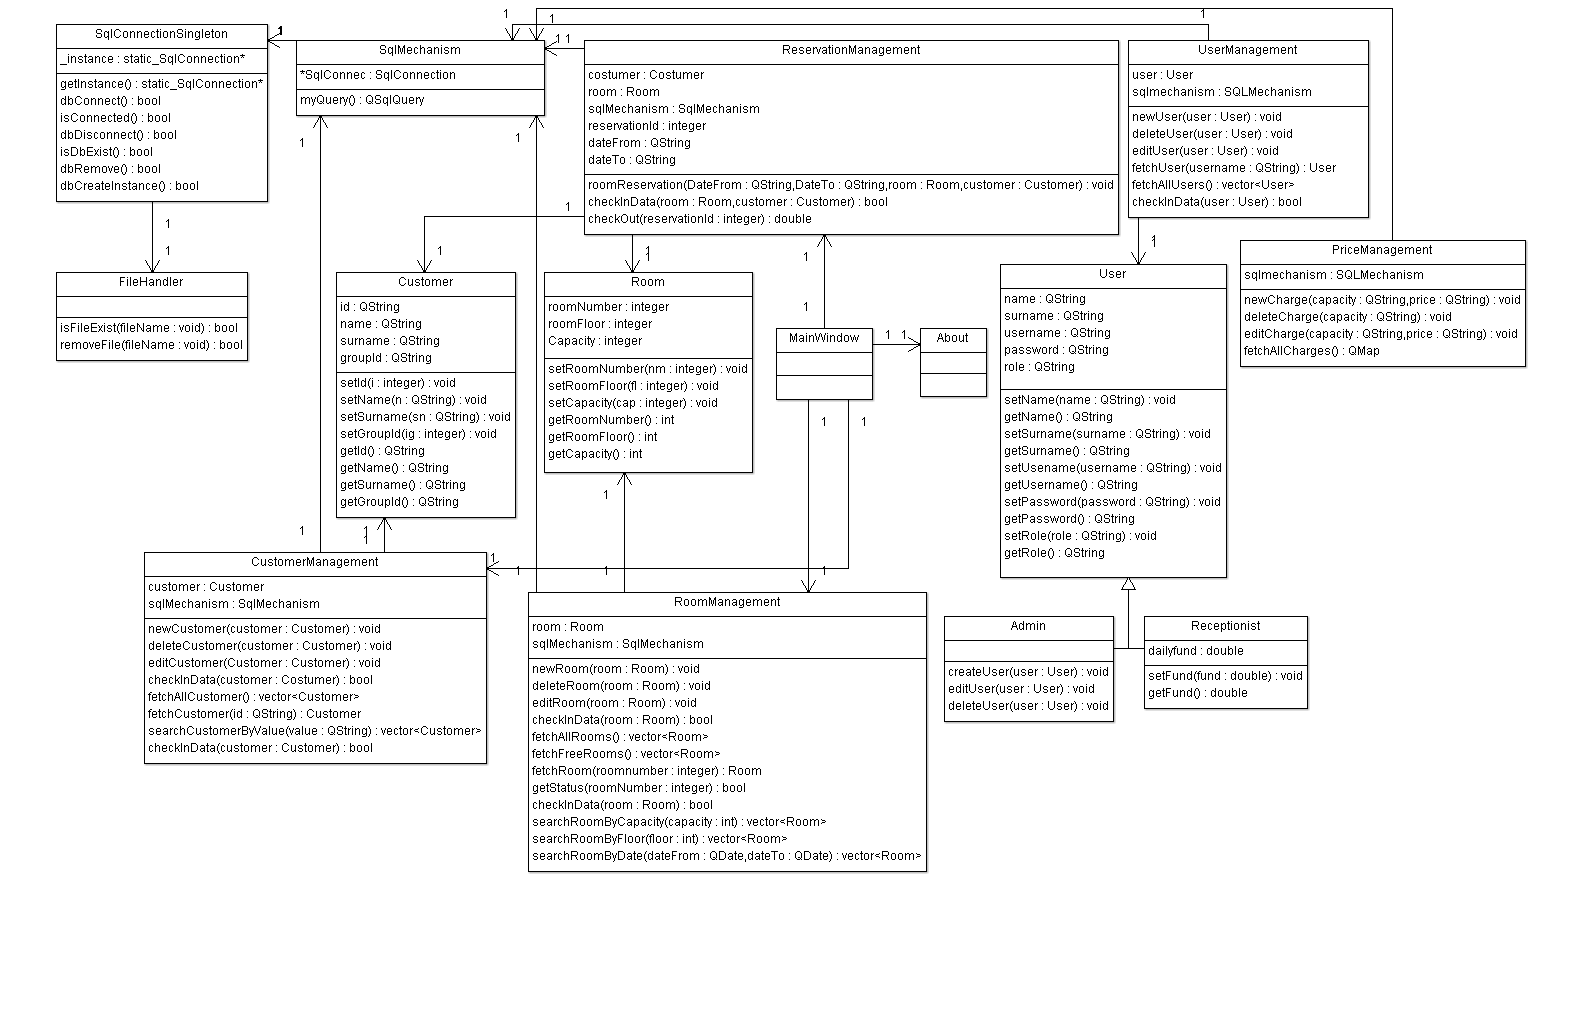 SqlConnectionSingleton
_instance : static_SqlConnection*
getInstance() : static_SqlConnection*
dbConnect() : bool
isConnected() : bool
dbDisconnect() : bool
isDbExist() : bool
dbRemove() : bool
dbCreateInstance() : bool
1
1
1
FileHandler
isFileExist(fileName : void) : bool
removeFile(fileName : void) : bool
SqlMechanism
*SqlConnec : SqlConnection
myQuery() : QSqlQuery
1
1
1
1 1
1
1
ReservationManagement
costumer : Costumer
room : Room
sqlMechanism : SqlMechanism
reservationId : integer
dateFrom : QString
dateTo : QString
roomReservation(DateFrom : QString,DateTo : QString,room : Room,customer : Customer) : void
checkInData(room : Room,customer : Customer) : bool
checkOut(reservationId : integer) : double
1
1
1
1
1
1
UserManagement
user : User
sqlmechanism : SQLMechanism
newUser(user : User) : void
deleteUser(user : User) : void
editUser(user : User) : void
fetchUser(username : QString) : User
fetchAllUsers() : vector<User>
checkInData(user : User) : bool
1
1
PriceManagement
sqlmechanism : SQLMechanism
newCharge(capacity : QString,price : QString) : void
deleteCharge(capacity : QString) : void
editCharge(capacity : QString,price : QString) : void
fetchAllCharges() : QMap
Customer
id : QString
name : QString
surname : QString
groupId : QString
setId(i : integer) : void
setName(n : QString) : void
setSurname(sn : QString) : void
setGroupId(ig : integer) : void
getId() : QString
getName() : QString
getSurname() : QString
getGroupId() : QString
Room
roomNumber : integer
roomFloor : integer
Capacity : integer
setRoomNumber(nm : integer) : void
setRoomFloor(fl : integer) : void
setCapacity(cap : integer) : void
getRoomNumber() : int
getRoomFloor() : int
getCapacity() : int
MainWindow
1 1
About
1
1
User
name : QString
surname : QString
username : QString
password : QString
role : QString
setName(name : QString) : void
getName() : QString
setSurname(surname : QString) : void
getSurname() : QString
setUsename(username : QString) : void
getUsername() : QString
setPassword(password : QString) : void
getPassword() : QString
setRole(role : QString) : void
getRole() : QString
1
1
1
1
1
1
1
1
CustomerManagement
customer : Customer
sqlMechanism : SqlMechanism
newCustomer(customer : Customer) : void
deleteCustomer(customer : Customer) : void
editCustomer(Customer : Customer) : void
checkInData(customer : Costumer) : bool
fetchAllCustomer() : vector<Customer>
fetchCustomer(id : QString) : Customer
searchCustomerByValue(value : QString) : vector<Customer>
checkInData(customer : Customer) : bool
RoomManagement
room : Room
sqlMechanism : SqlMechanism
newRoom(room : Room) : void
deleteRoom(room : Room) : void
editRoom(room : Room) : void
checkInData(room : Room) : bool
fetchAllRooms() : vector<Room>
fetchFreeRooms() : vector<Room>
fetchRoom(roomnumber : integer) : Room
getStatus(roomNumber : integer) : bool
checkInData(room : Room) : bool
searchRoomByCapacity(capacity : int) : vector<Room>
searchRoomByFloor(floor : int) : vector<Room>
searchRoomByDate(dateFrom : QDate,dateTo : QDate) : vector<Room>
Admin
createUser(user : User) : void
editUser(user : User) : void
deleteUser(user : User) : void
Receptionist
dailyfund : double
setFund(fund : double) : void
getFund() : double